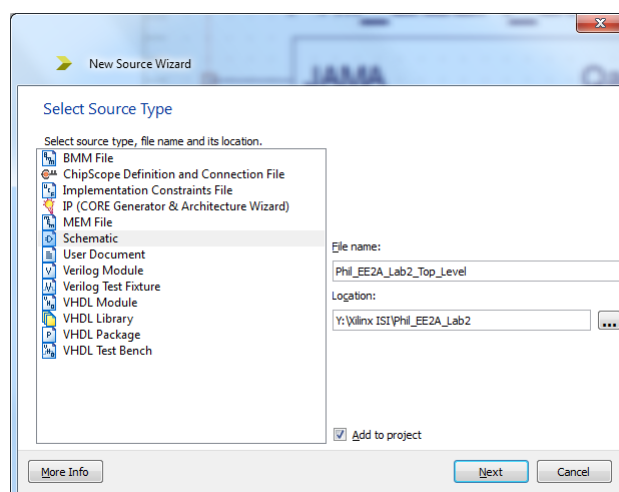 JAMA
New Source Wizard
Select Source Type
Select source type, file name and its location.
BMM File
ChipScope Definition and Connection File
Implementation Constraints File
IP (CORE Generator & Architecture Wizard)
MEM File
Schematic
User Document
Verilog Module
Verilog Test Fixture
VHDL Module
VHDL Library
VHDL Package
VHDL Test Bench
File name:
Phil_EE2A_Lab2_Top_Level
Location:
Y:\Xilinx ISI\Phil_EE2A_Lab2
...
Add to project
More Info
Next
Cancel